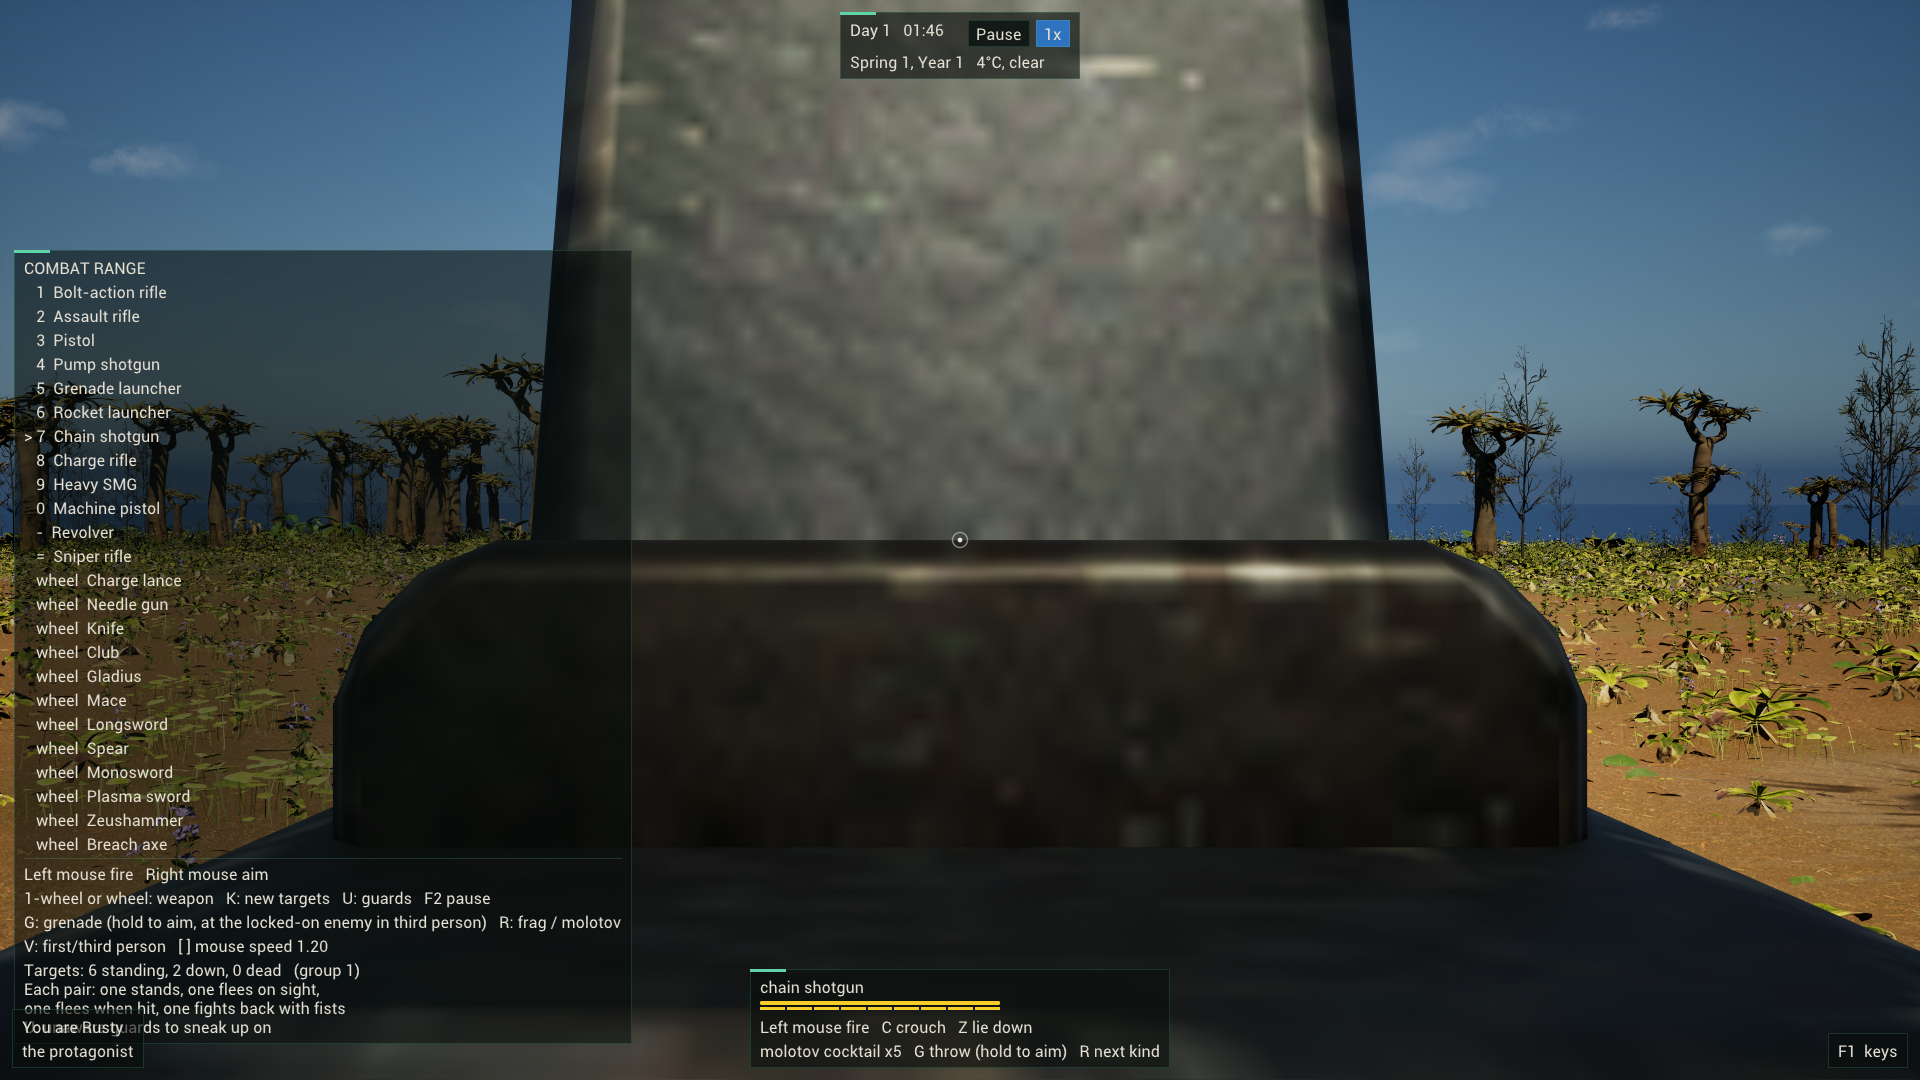 Day 1 01:46 Pause 1x
Spring 1, Year 1 4°C, clear
COMBAT RANGE
1 Bolt-action rifle
2 Assault rifle
3 Pistol
4 Pump shotgun
5 Grenade launcher
6 Rocket launcher
> 7 Chain shotgun
8 Charge rifle
9 Heavy SMG
0 Machine pistol
- Revolver
= Sniper rifle
wheel Charge lance
wheel Needle gun
wheel Knife
wheel Club
wheel Gladius
wheel Mace
wheel Longsword
wheel Spear
wheel Monosword
wheel Plasma sword
wheel Zeushammer
wheel Breach axe
Left mouse fire Right mouse aim
1-wheel or wheel: weapon K: new targets U: guards F2 pause
G: grenade (hold to aim, at the locked-on enemy in third person) R: frag / molotov
V: first/third person [ ] mouse speed 1.20
Targets: 6 standing, 2 down, 0 dead (group 1)
Each pair: one stands, one flees on sight,
one flees when hit, one fights back with fists
to sneak up on
You are Rusty
the protagonist
chain shotgun
Left mouse fire C crouch Z lie down
molotov cocktail x5 G throw (hold to aim) R next kind
F1 keys